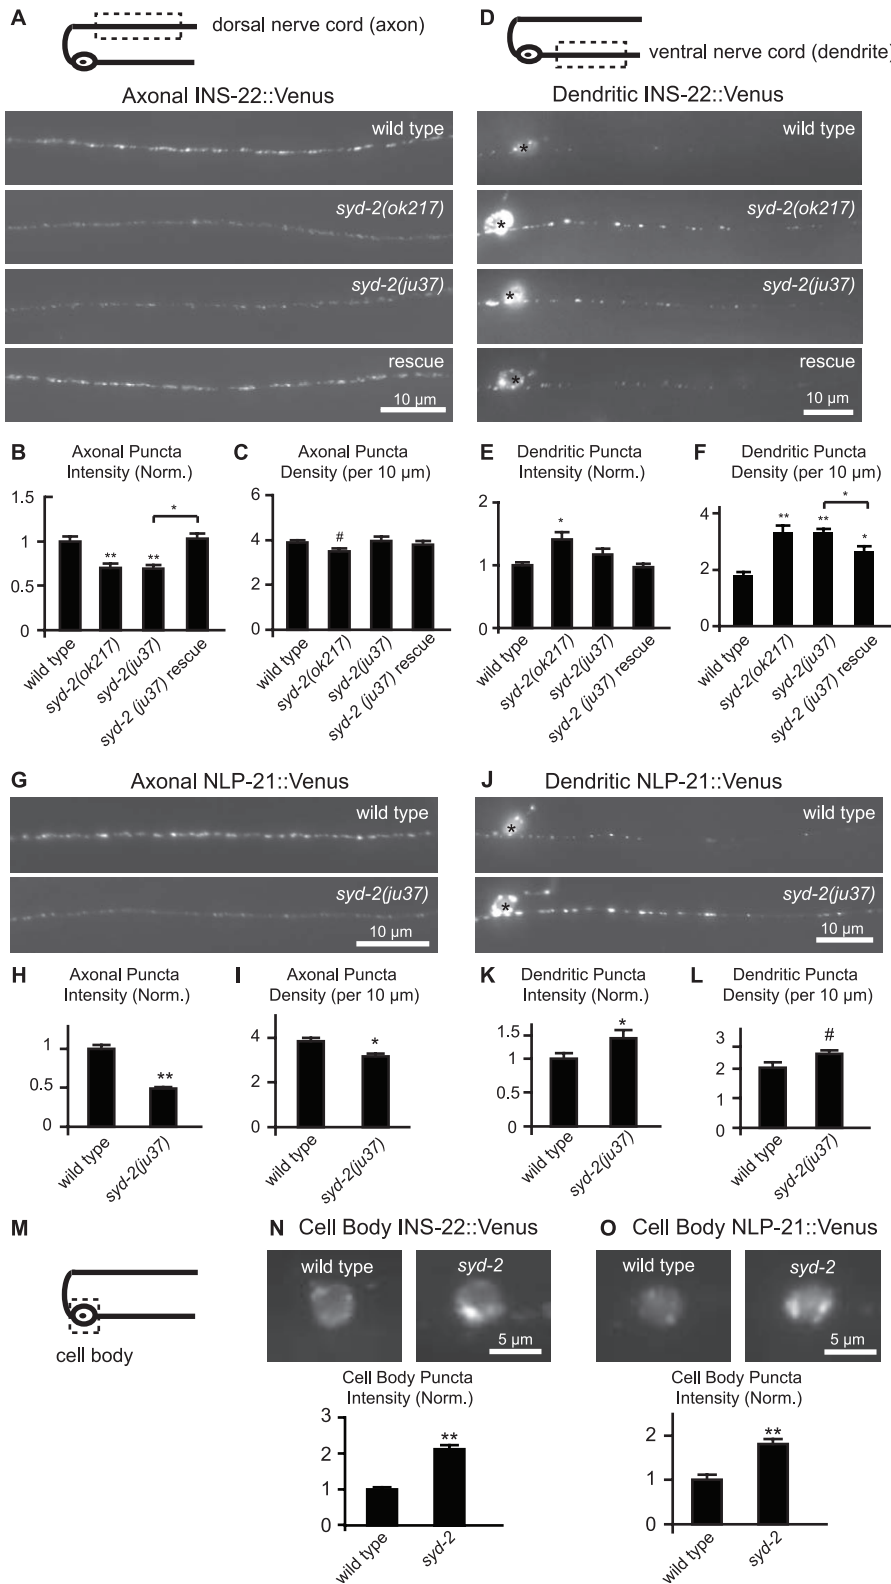 A
dorsal nerve cord (axon)
Axonal INS-22::Venus
wild type
syd-2(ok217)
syd-2(ju37)
rescue
10 µm
D
ventral nerve cord (dendrite)
Dendritic INS-22::Venus
wild type
*
syd-2(ok217)
*
syd-2(ju37)
*
rescue
*
10 µm
B
Axonal Puncta
Intensity (Norm.)
1.5
1
0.5
0
**
**
*
wild type
syd-2(ok217)
syd-2(ju37)
syd-2 (ju37) rescue
C
Axonal Puncta
Density (per 10 µm)
6
4
2
0
#
wild type
syd-2(ok217)
syd-2(ju37)
syd-2 (ju37) rescue
E
Dendritic Puncta
Intensity (Norm.)
2
1
0
*
wild type
syd-2(ok217)
syd-2(ju37)
syd-2 (ju37) rescue
F
Dendritic Puncta
Density (per 10 µm)
4
2
0
**
**
*
*
wild type
syd-2(ok217)
syd-2(ju37)
syd-2 (ju37) rescue
G
Axonal NLP-21::Venus
wild type
syd-2(ju37)
10 µm
J
Dendritic NLP-21::Venus
wild type
*
syd-2(ju37)
*
10 µm
H
Axonal Puncta
Intensity (Norm.)
1
0.5
0
**
wild type
syd-2(ju37)
I
Axonal Puncta
Density (per 10 µm)
4
2
0
*
wild type
syd-2(ju37)
K
Dendritic Puncta
Intensity (Norm.)
1.5
1
0.5
0
*
wild type
syd-2(ju37)
L
Dendritic Puncta
Density (per 10 µm)
3
2
1
0
#
wild type
syd-2(ju37)
M
cell body
N
Cell Body INS-22::Venus
wild type
syd-2
5 µm
Cell Body Puncta
Intensity (Norm.)
3
2
1
0
**
wild type
syd-2
O
Cell Body NLP-21::Venus
wild type
syd-2
5 µm
Cell Body Puncta
Intensity (Norm.)
2
1
0
**
wild type
syd-2